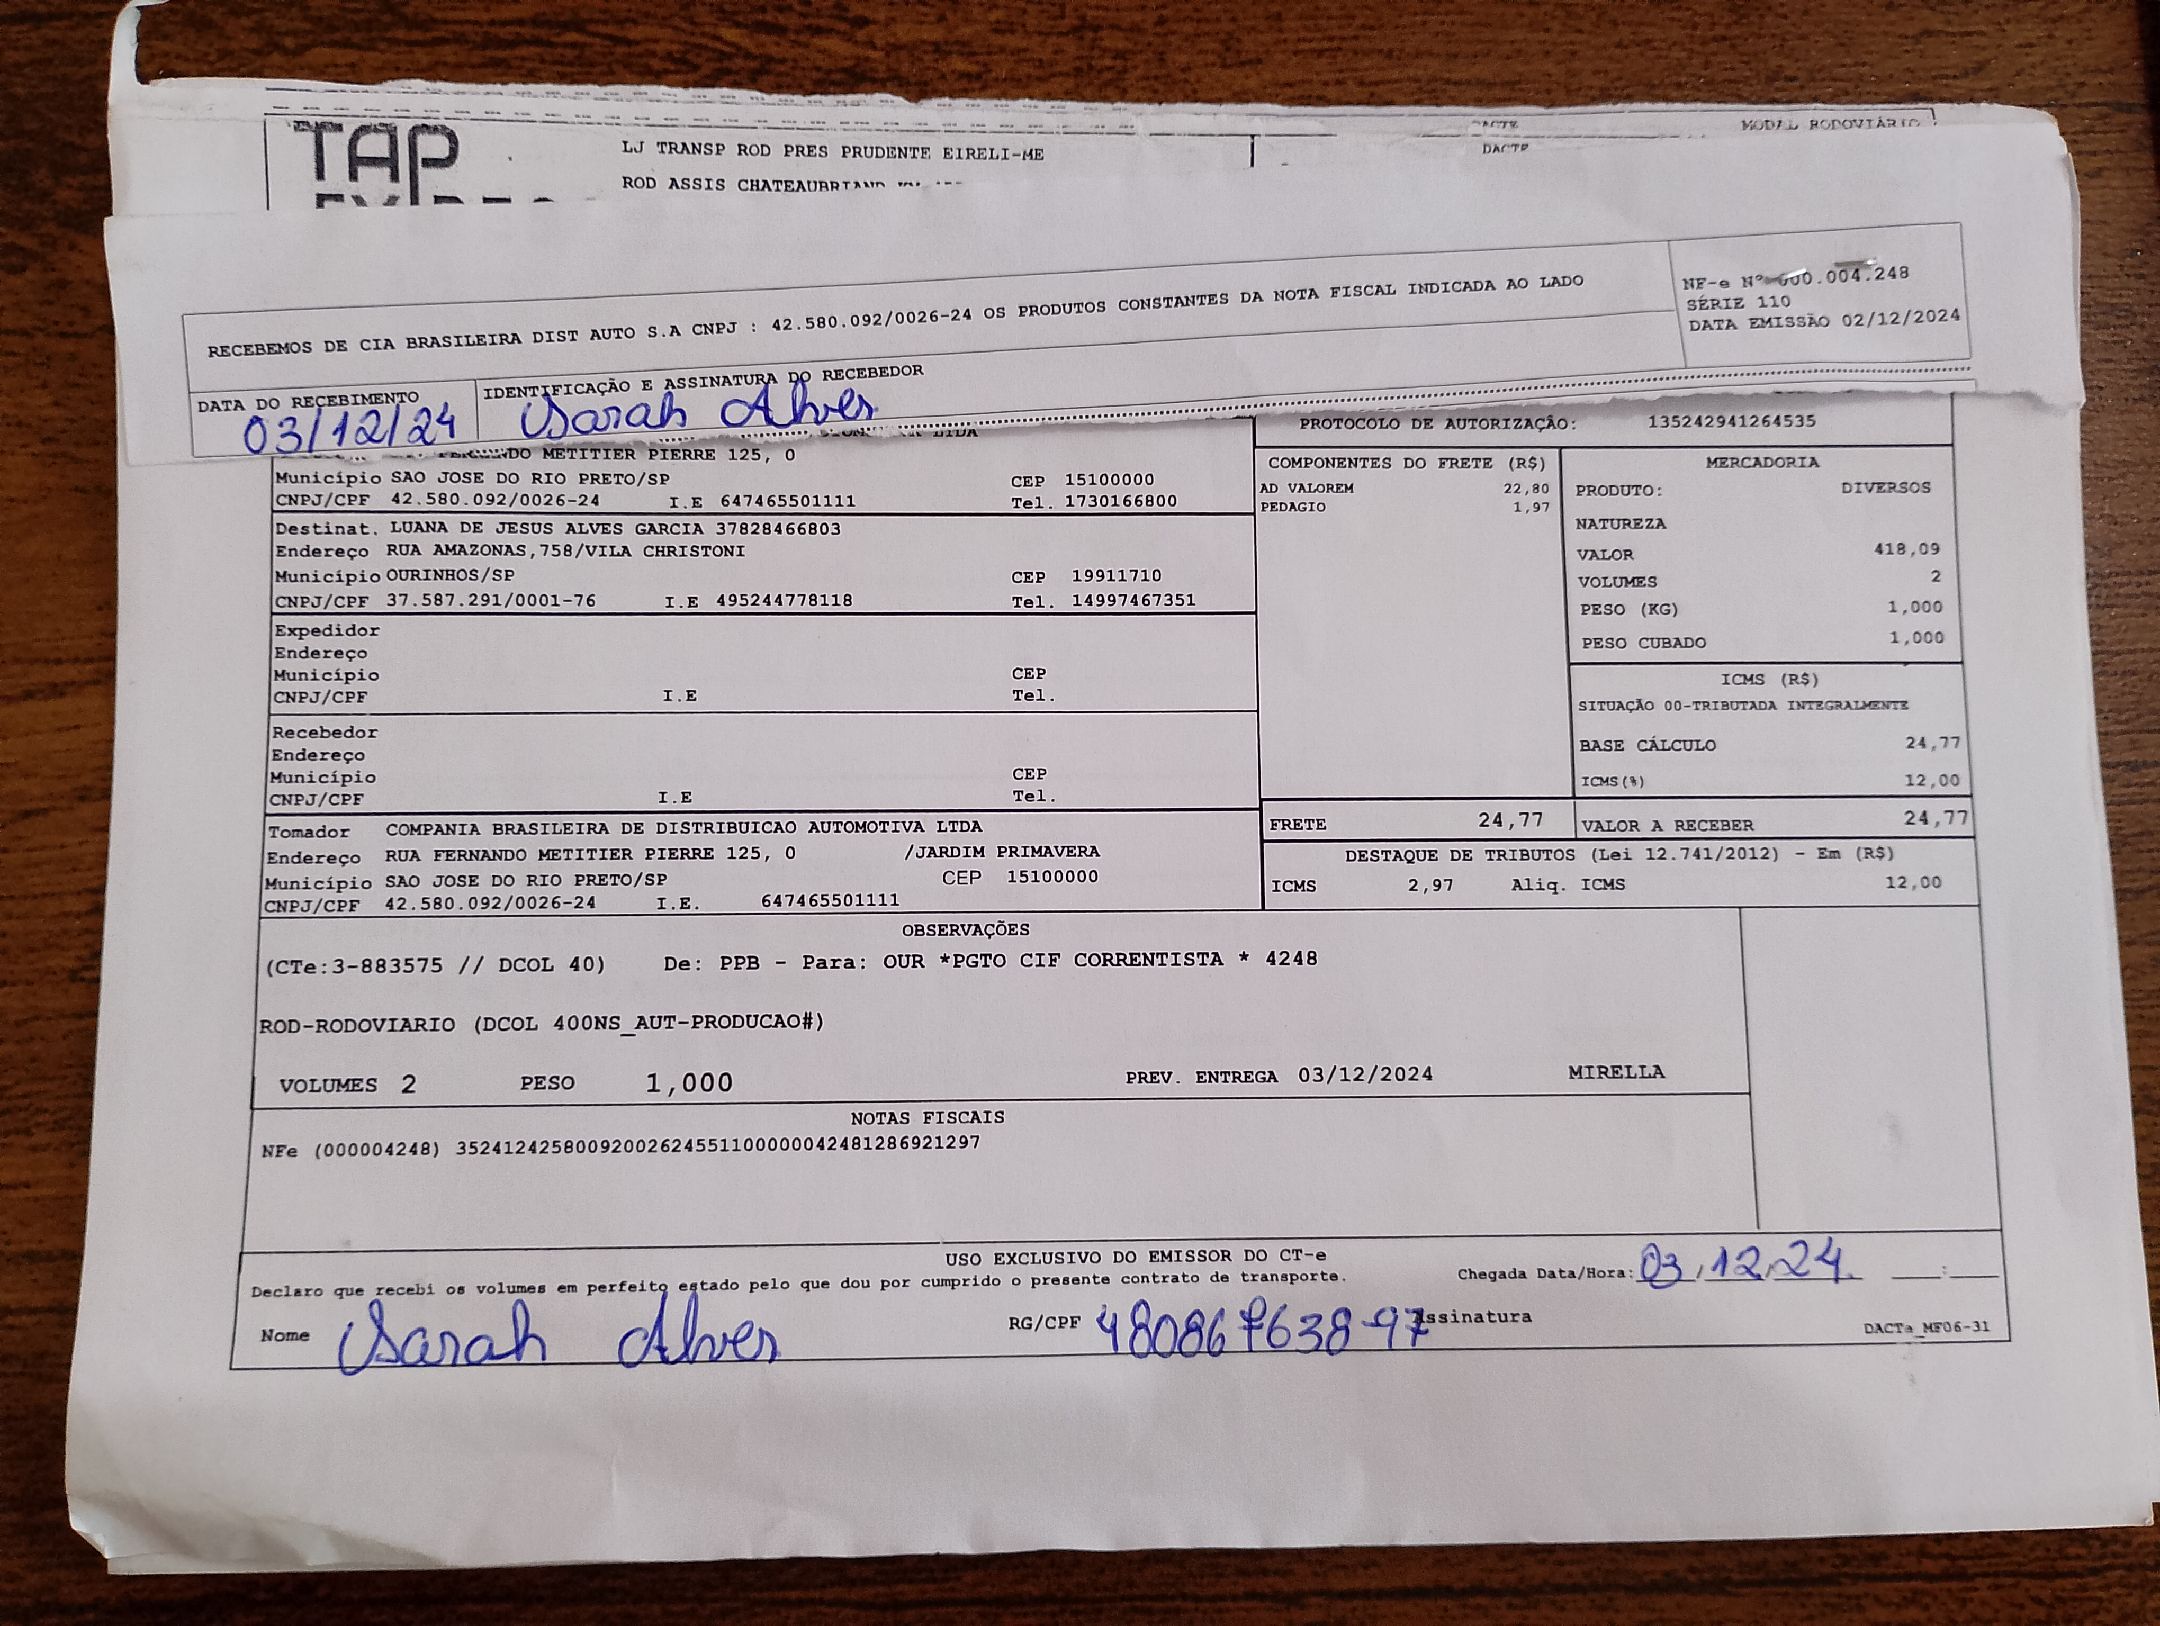 DACTE
MODAL RODOVIÁRIO
TAP
LJ TRANSP ROD PRES PRUDENTE EIRELI-ME
DACTE
ROD ASSIS CHATEAUBRIAND
RECEBEMOS DE CIA BRASILEIRA DIST AUTO S.A CNPJ : 42.580.092/0026-24 OS PRODUTOS CONSTANTES DA NOTA FISCAL INDICADA AO LADO
NF-e Nº 000.004.248
SÉRIE 110
DATA EMISSÃO 02/12/2024
DATA DO RECEBIMENTO
03/12/24
IDENTIFICAÇÃO E ASSINATURA DO RECEBEDOR
Sarah Alves
PROTOCOLO DE AUTORIZAÇÃO: 135242941264535
METITIER PIERRE 125, 0
Município SAO JOSE DO RIO PRETO/SP CEP 15100000
CNPJ/CPF 42.580.092/0026-24 I.E 647465501111 Tel. 1730166800
Destinat. LUANA DE JESUS ALVES GARCIA 37828466803
Endereço RUA AMAZONAS,758/VILA CHRISTONI
Município OURINHOS/SP CEP 19911710
CNPJ/CPF 37.587.291/0001-76 I.E 495244778118 Tel. 14997467351
Expedidor
Endereço
Município CEP
CNPJ/CPF I.E Tel.
Recebedor
Endereço
Município CEP
CNPJ/CPF I.E Tel.
Tomador COMPANIA BRASILEIRA DE DISTRIBUICAO AUTOMOTIVA LTDA
Endereço RUA FERNANDO METITIER PIERRE 125, 0 /JARDIM PRIMAVERA
Município SAO JOSE DO RIO PRETO/SP CEP 15100000
CNPJ/CPF 42.580.092/0026-24 I.E. 647465501111
COMPONENTES DO FRETE (R$)
AD VALOREM 22,80
PEDAGIO 1,97
MERCADORIA
PRODUTO: DIVERSOS
NATUREZA
VALOR 418,09
VOLUMES 2
PESO (KG) 1,000
PESO CUBADO 1,000
ICMS (R$)
SITUAÇÃO 00-TRIBUTADA INTEGRALMENTE
BASE CÁLCULO 24,77
ICMS(%) 12,00
FRETE 24,77
VALOR A RECEBER 24,77
DESTAQUE DE TRIBUTOS (Lei 12.741/2012) - Em (R$)
ICMS 2,97 Aliq. ICMS 12,00
OBSERVAÇÕES
(CTe:3-883575 // DCOL 40) De: PPB - Para: OUR *PGTO CIF CORRENTISTA * 4248
ROD-RODOVIARIO (DCOL 400NS_AUT-PRODUCAO#)
VOLUMES 2 PESO 1,000 PREV. ENTREGA 03/12/2024 MIRELLA
NOTAS FISCAIS
NFe (000004248) 35241242580092002624551100000042481286921297
USO EXCLUSIVO DO EMISSOR DO CT-e
Declaro que recebi os volumes em perfeito estado pelo que dou por cumprido o presente contrato de transporte.
Chegada Data/Hora: 03/12/24 :
Nome Sarah Alves
RG/CPF 480867638-97 Assinatura
DACTe_MF06-31